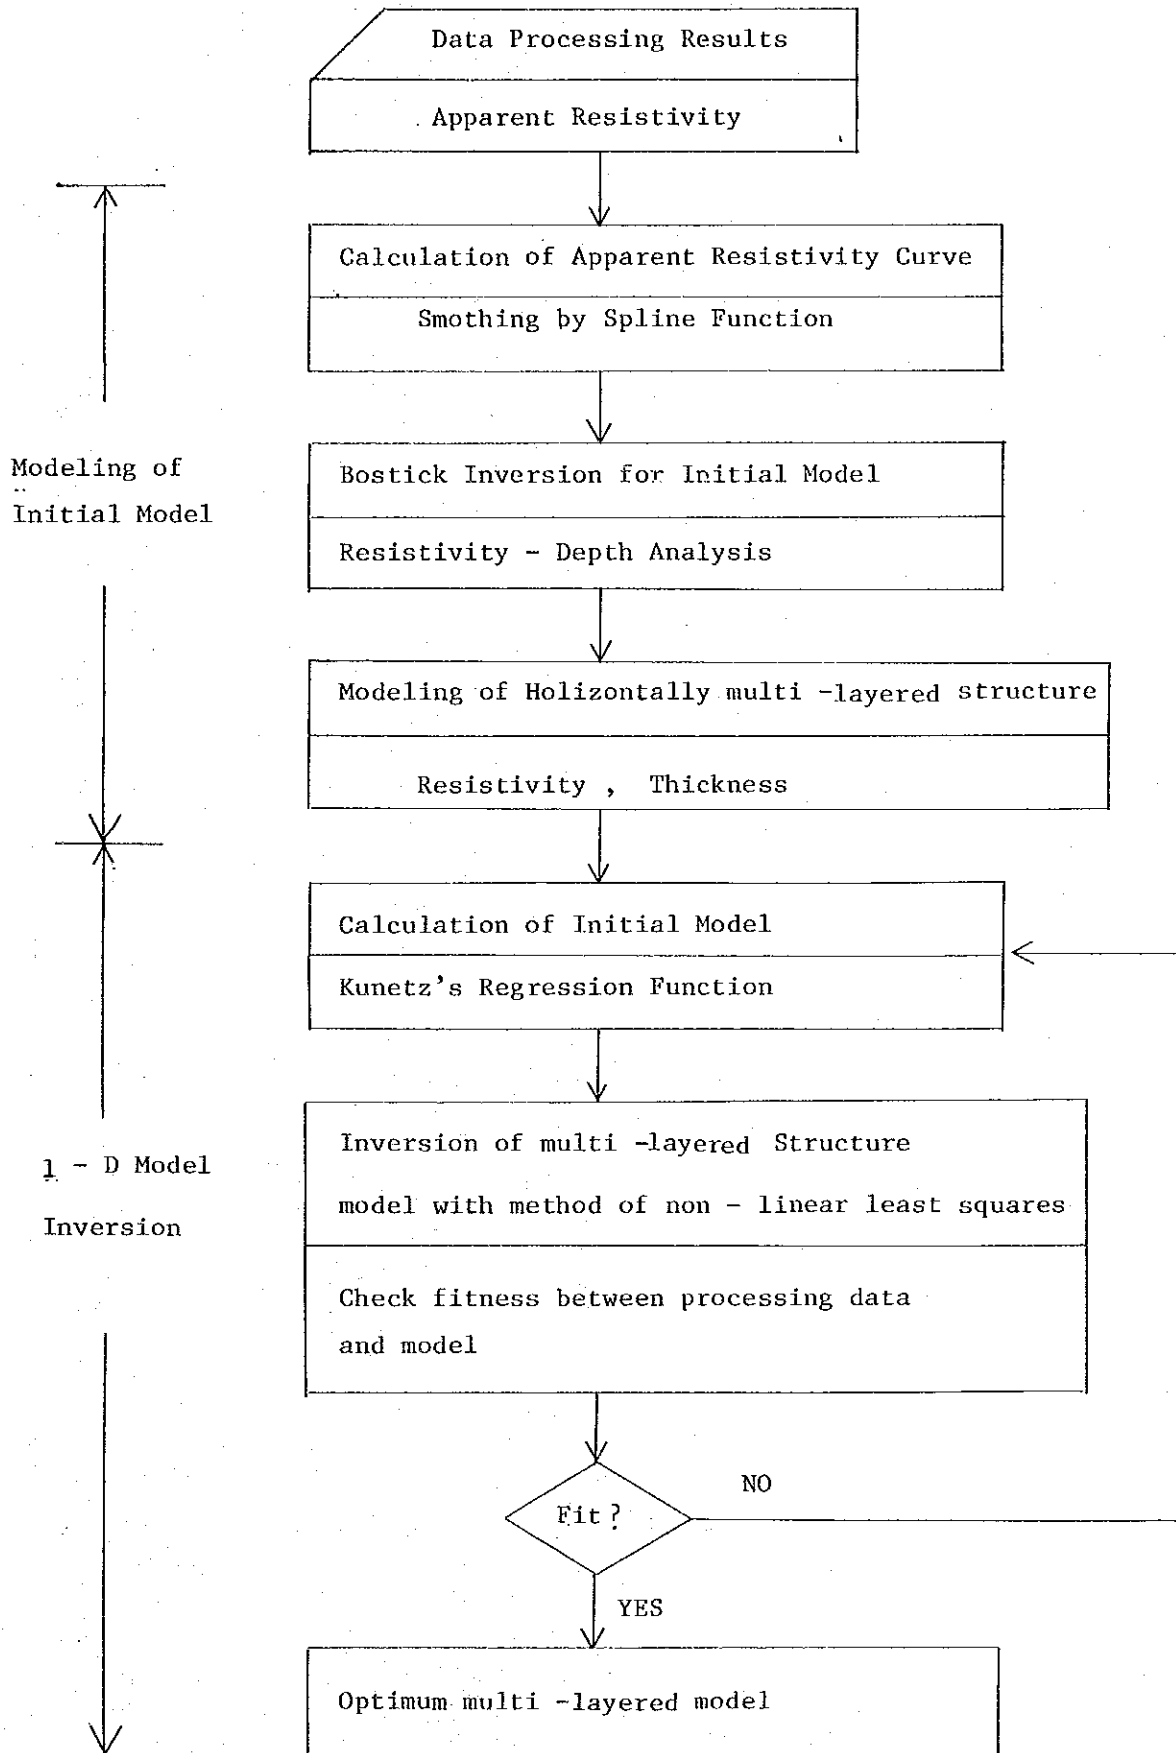 Data Processing Results
Apparent Resistivity
Calculation of Apparent Resistivity Curve
Smothing by Spline Function
Modeling of
Initial Model
Bostick Inversion for Initial Model
Resistivity - Depth Analysis
Modeling of Holizontally multi -layered structure
Resistivity , Thickness
Calculation of Initial Model
Kunetz's Regression Function
1 - D Model
Inversion
Inversion of multi -layered Structure
model with method of non - linear least squares
Check fitness between processing data
and model
Fit ?
NO
YES
Optimum multi -layered model